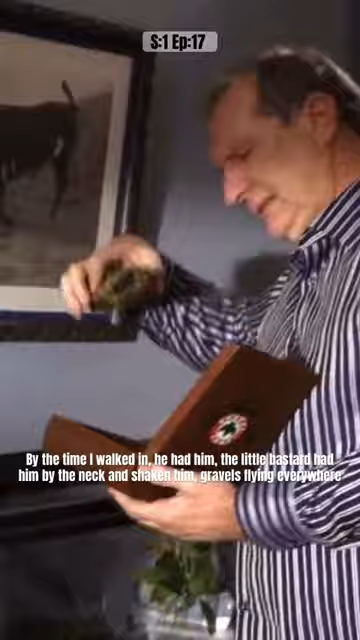 S:1 Ep:17
By the time I walked in, he had him, the little bastard had
him by the neck and shaken him, gravels flying everywhere